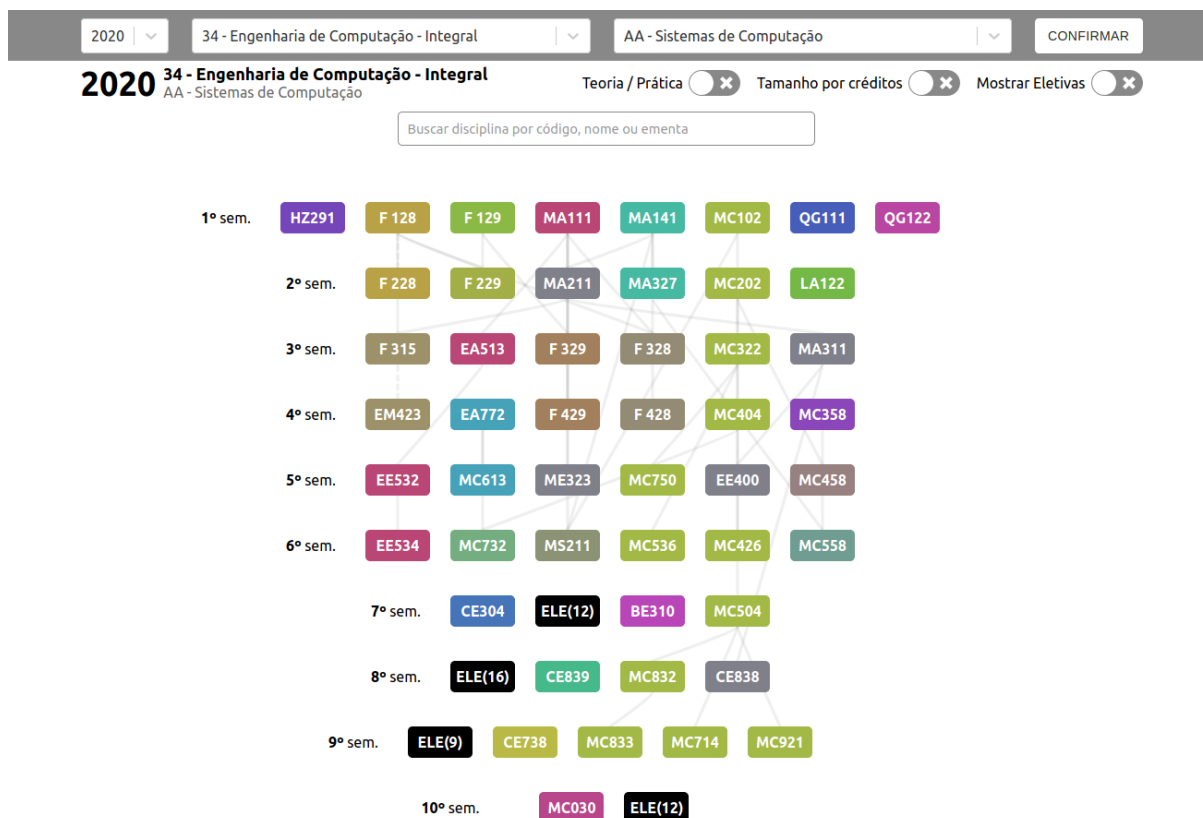 2020 34 - Engenharia de Computação - Integral AA - Sistemas de Computação CONFIRMAR
2020 34 - Engenharia de Computação - Integral
AA - Sistemas de Computação
Teoria / Prática Tamanho por créditos Mostrar Eletivas
Buscar disciplina por código, nome ou ementa
1º sem. HZ291 F 128 F 129 MA111 MA141 MC102 QG111 QG122
2º sem. F 228 F 229 MA211 MA327 MC202 LA122
3º sem. F 315 EA513 F 329 F 328 MC322 MA311
4º sem. EM423 EA772 F 429 F 428 MC404 MC358
5º sem. EE532 MC613 ME323 MC750 EE400 MC458
6º sem. EE534 MC732 MS211 MC536 MC426 MC558
7º sem. CE304 ELE(12) BE310 MC504
8º sem. ELE(16) CE839 MC832 CE838
9º sem. ELE(9) CE738 MC833 MC714 MC921
10º sem. MC030 ELE(12)